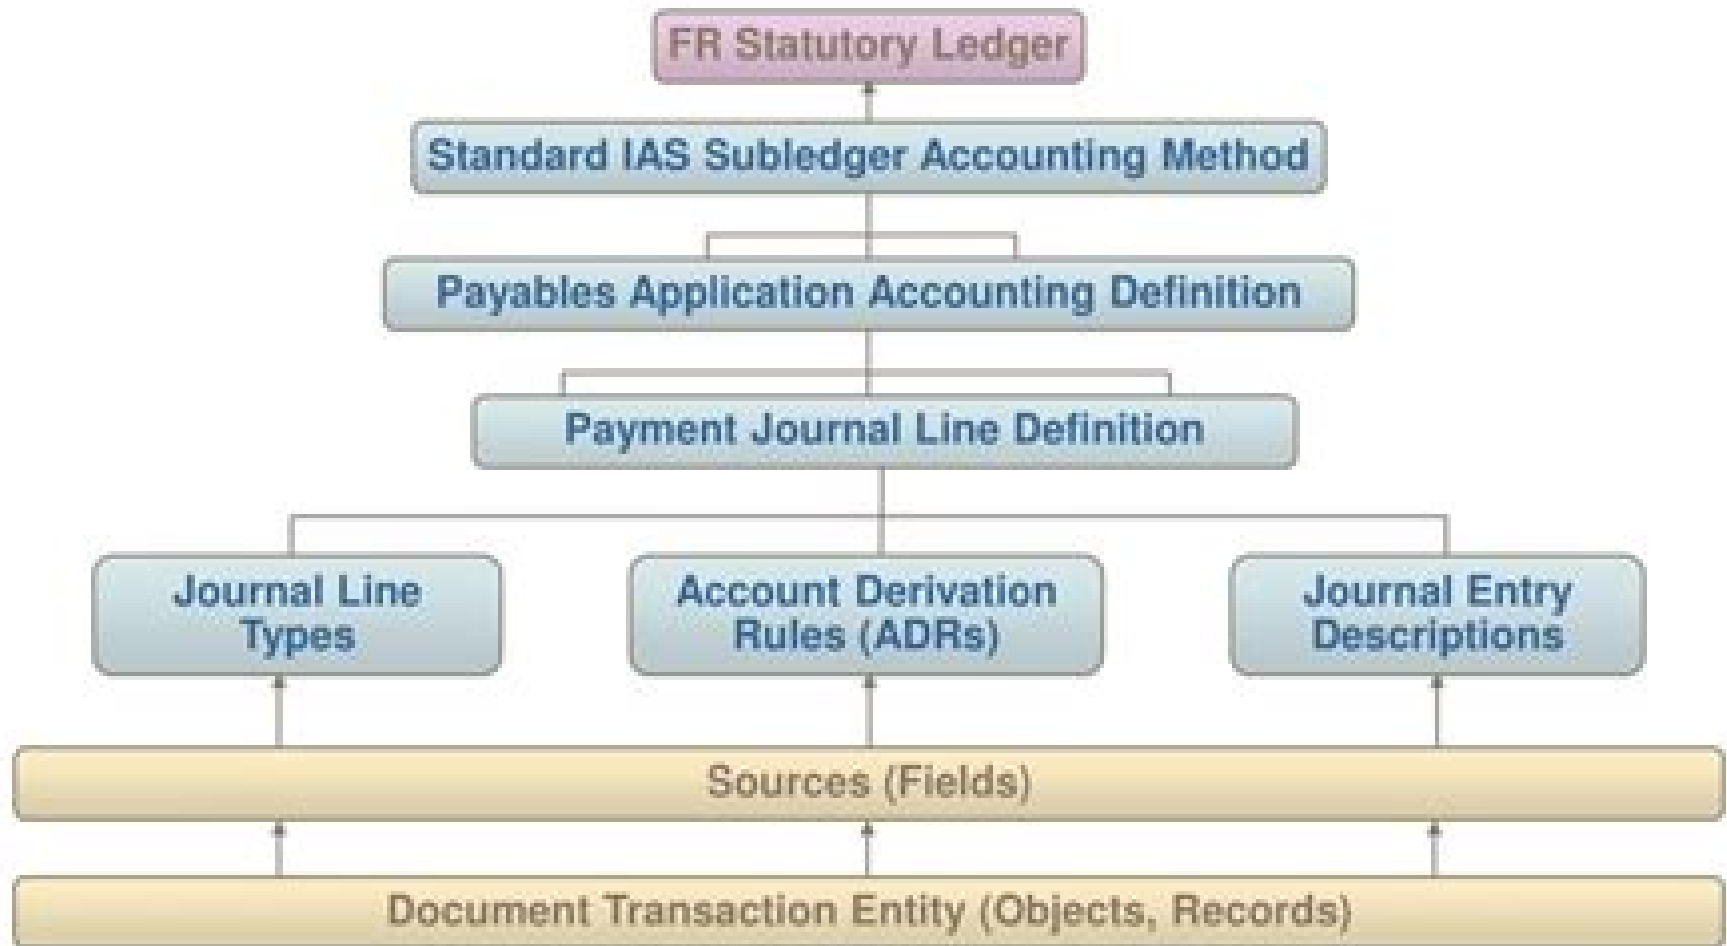 FR Statutory Ledger
Standard IAS Subledger Accounting Method
Payables Application Accounting Definition
Payment Journal Line Definition
Journal Line
Types
Account Derivation
Rules (ADRs)
Journal Entry
Descriptions
Sources (Fields)
Document Transaction Entity (Objects, Records)